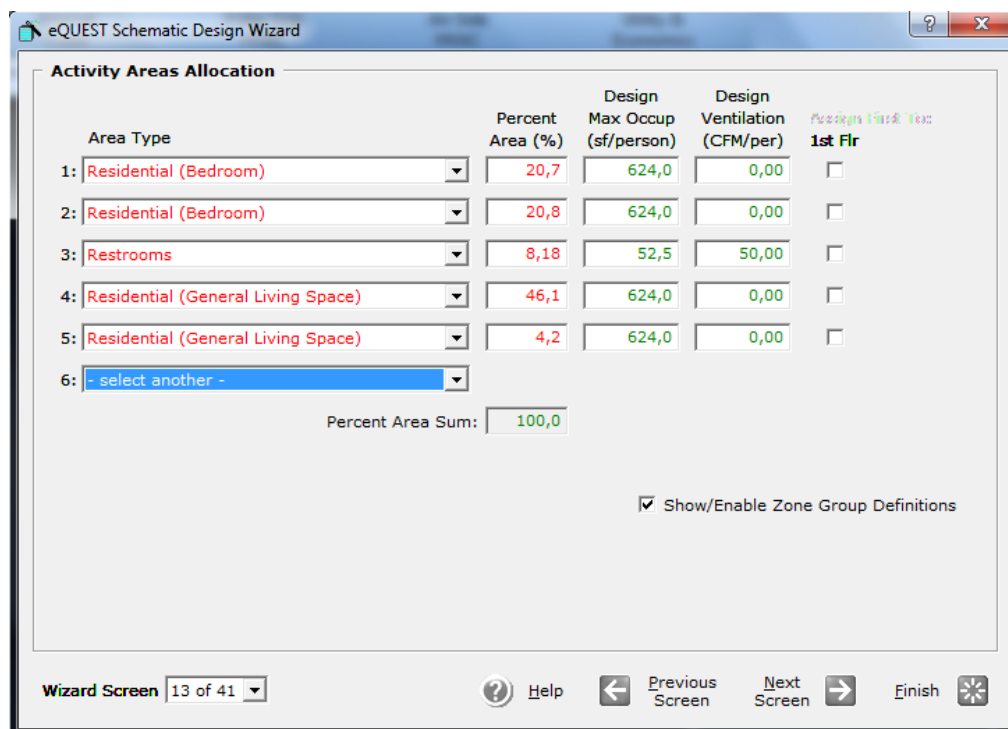 eQUEST Schematic Design Wizard
?
X
Activity Areas Allocation
Area Type
Percent Area (%)
Design Max Occup (sf/person)
Design Ventilation (CFM/per)
1st Flr
1: Residential (Bedroom) 20,7 624,0 0,00
2: Residential (Bedroom) 20,8 624,0 0,00
3: Restrooms 8,18 52,5 50,00
4: Residential (General Living Space) 46,1 624,0 0,00
5: Residential (General Living Space) 4,2 624,0 0,00
6: - select another -
Percent Area Sum: 100,0
Show/Enable Zone Group Definitions
Wizard Screen 13 of 41
? Help
Previous Screen
Next Screen
Finish